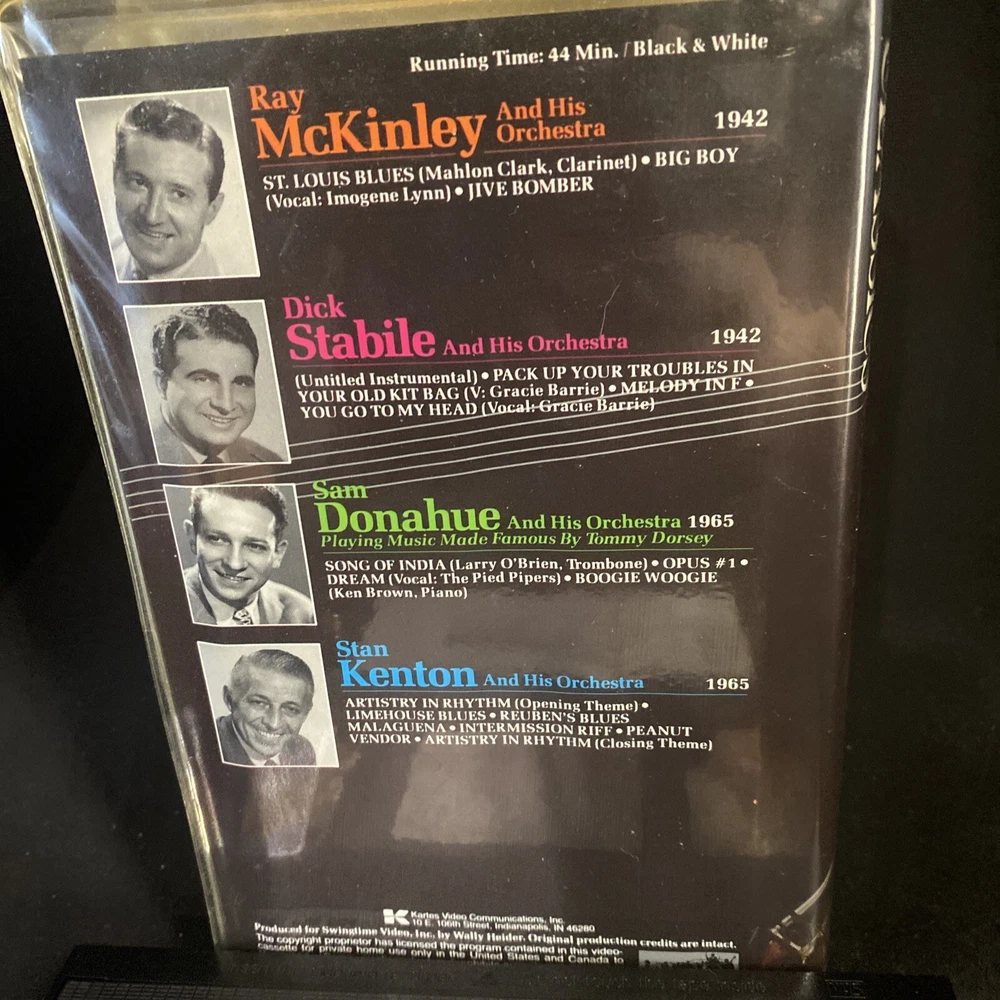 Running Time: 44 Min. / Black & White
Ray
McKinley And His Orchestra 1942
ST. LOUIS BLUES (Mahlon Clark, Clarinet) • BIG BOY
(Vocal: Imogene Lynn) • JIVE BOMBER
Dick
Stabile And His Orchestra 1942
(Untitled Instrumental) • PACK UP YOUR TROUBLES IN
YOUR OLD KIT BAG (V: Gracie Barrie) • MELODY IN F •
YOU GO TO MY HEAD (Vocal: Gracie Barrie)
Sam
Donahue And His Orchestra 1965
Playing Music Made Famous By Tommy Dorsey
SONG OF INDIA (Larry O'Brien, Trombone) • OPUS #1 •
DREAM (Vocal: The Pied Pipers) • BOOGIE WOOGIE
(Ken Brown, Piano)
Stan
Kenton And His Orchestra 1965
ARTISTRY IN RHYTHM (Opening Theme) •
LIMEHOUSE BLUES • REUBEN'S BLUES
MALAGUENA • INTERMISSION RIFF • PEANUT
VENDOR • ARTISTRY IN RHYTHM (Closing Theme)
K Kartes Video Communications, Inc.
10 E. 106th Street, Indianapolis, IN 46280
Produced for Swingtime Video, Inc. by Wally Heider. Original production credits are intact.
The copyright proprietor has licensed the program contained in this video-
cassette for private home use only in the United States and Canada to